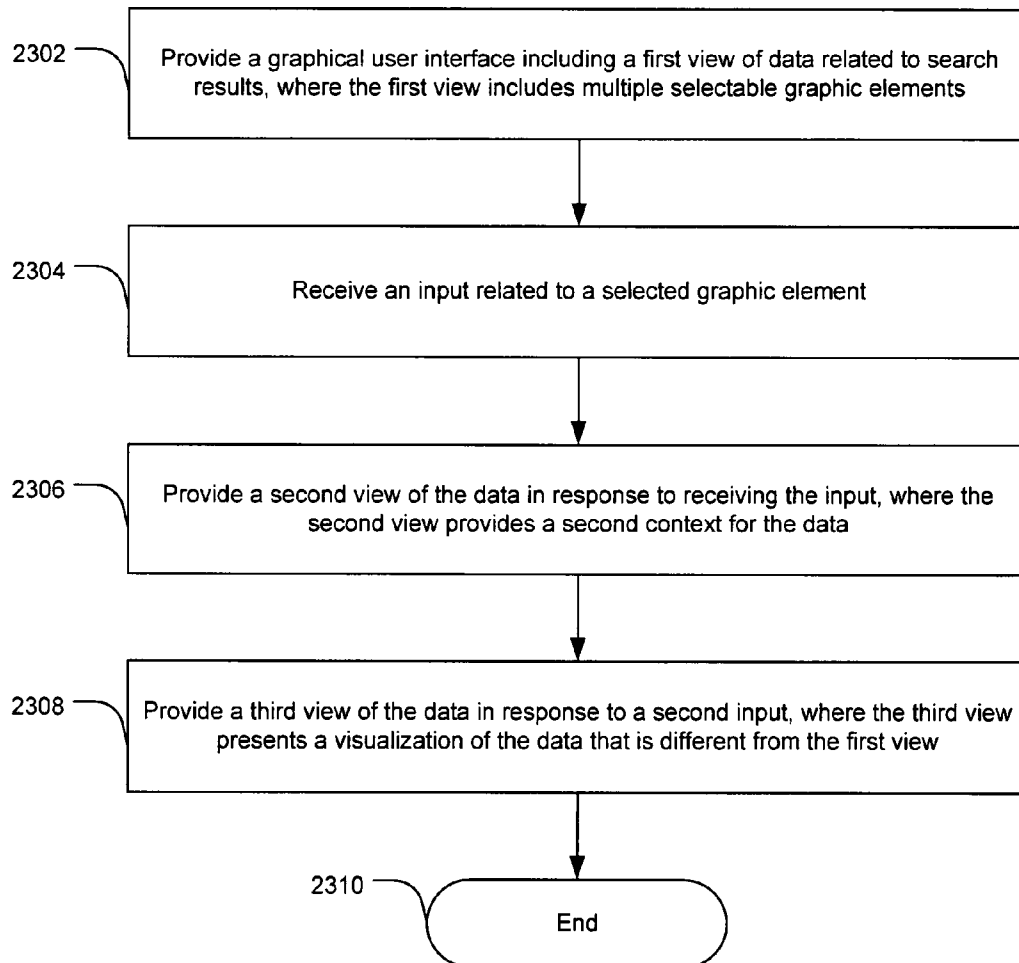 2302
Provide a graphical user interface including a first view of data related to search
results, where the first view includes multiple selectable graphic elements
2304
Receive an input related to a selected graphic element
2306
Provide a second view of the data in response to receiving the input, where the
second view provides a second context for the data
2308
Provide a third view of the data in response to a second input, where the third view
presents a visualization of the data that is different from the first view
2310
End